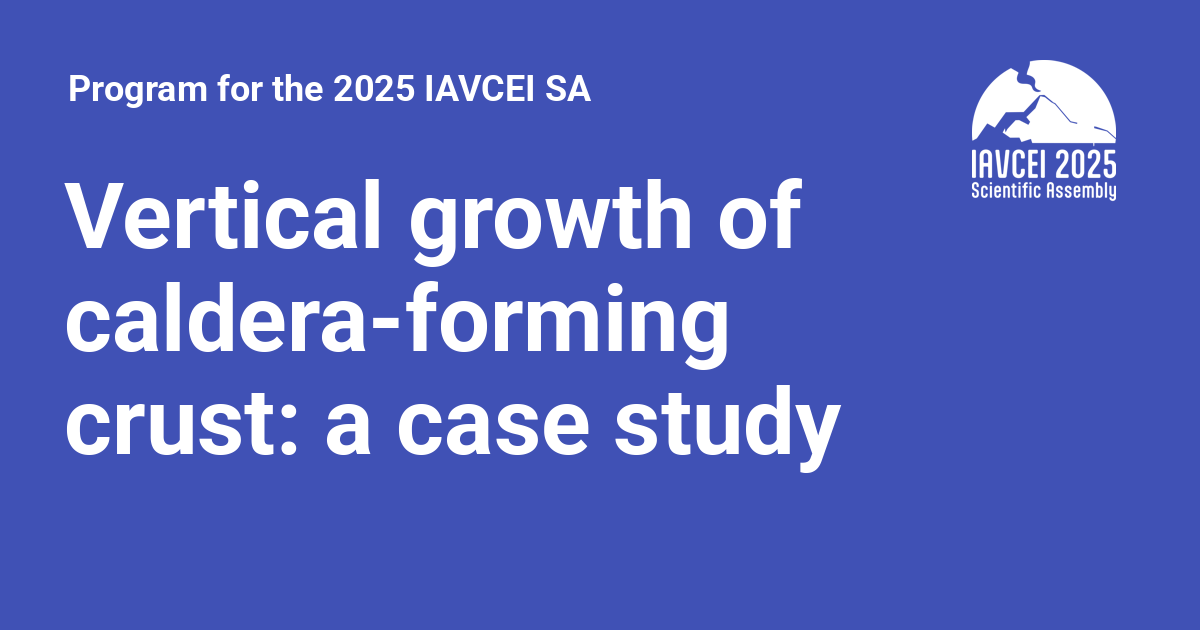 Program for the 2025 IAVCEI SA
IAVCEI 2025
Scientific Assembly
Vertical growth of
caldera-forming
crust: a case study